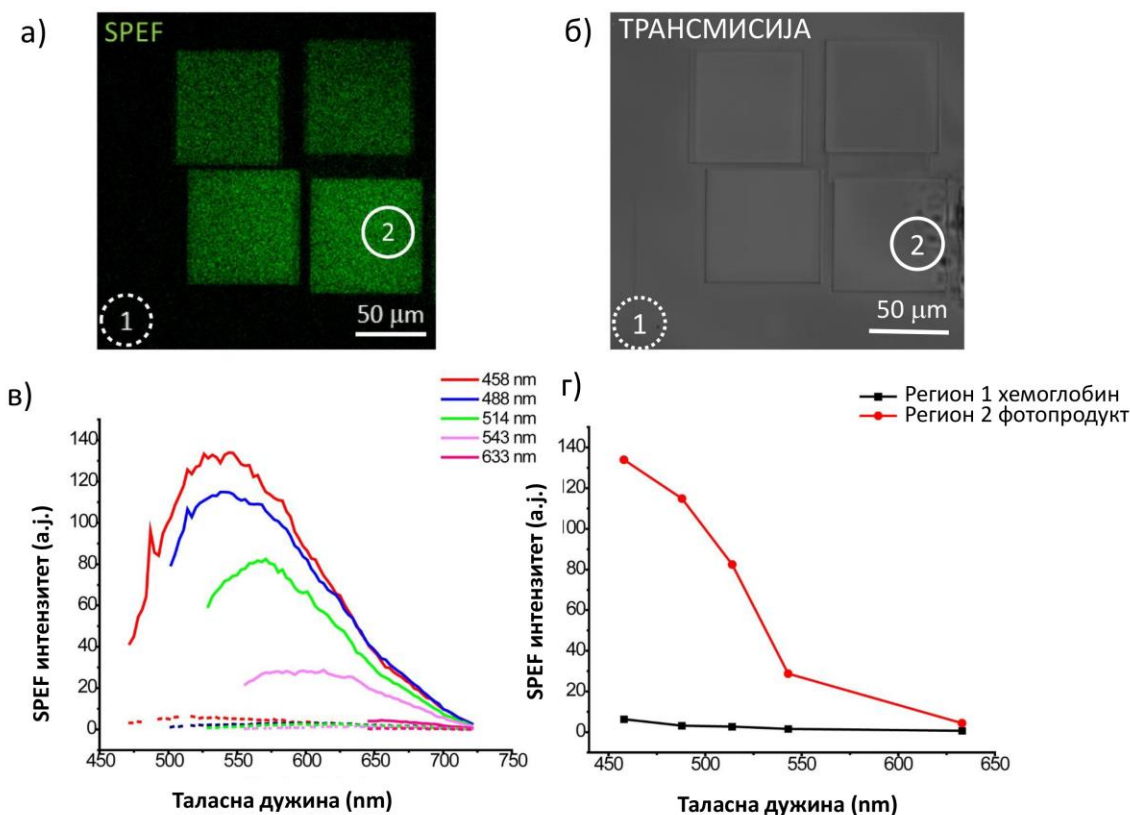 а)
SPEF
2
1
50 μm
б)
ТРАНСМИСИЈА
2
1
50 μm
в)
458 nm
488 nm
514 nm
543 nm
633 nm
140
120
100
80
60
40
20
0
450 500 550 600 650 700 750
SPEF интензитет (a.j.)
Таласна дужина (nm)
г)
Регион 1 хемоглобин
Регион 2 фотопродукт
140
120
100
80
60
40
20
0
450 500 550 600 650
SPEF интензитет (a.j.)
Таласна дужина (nm)